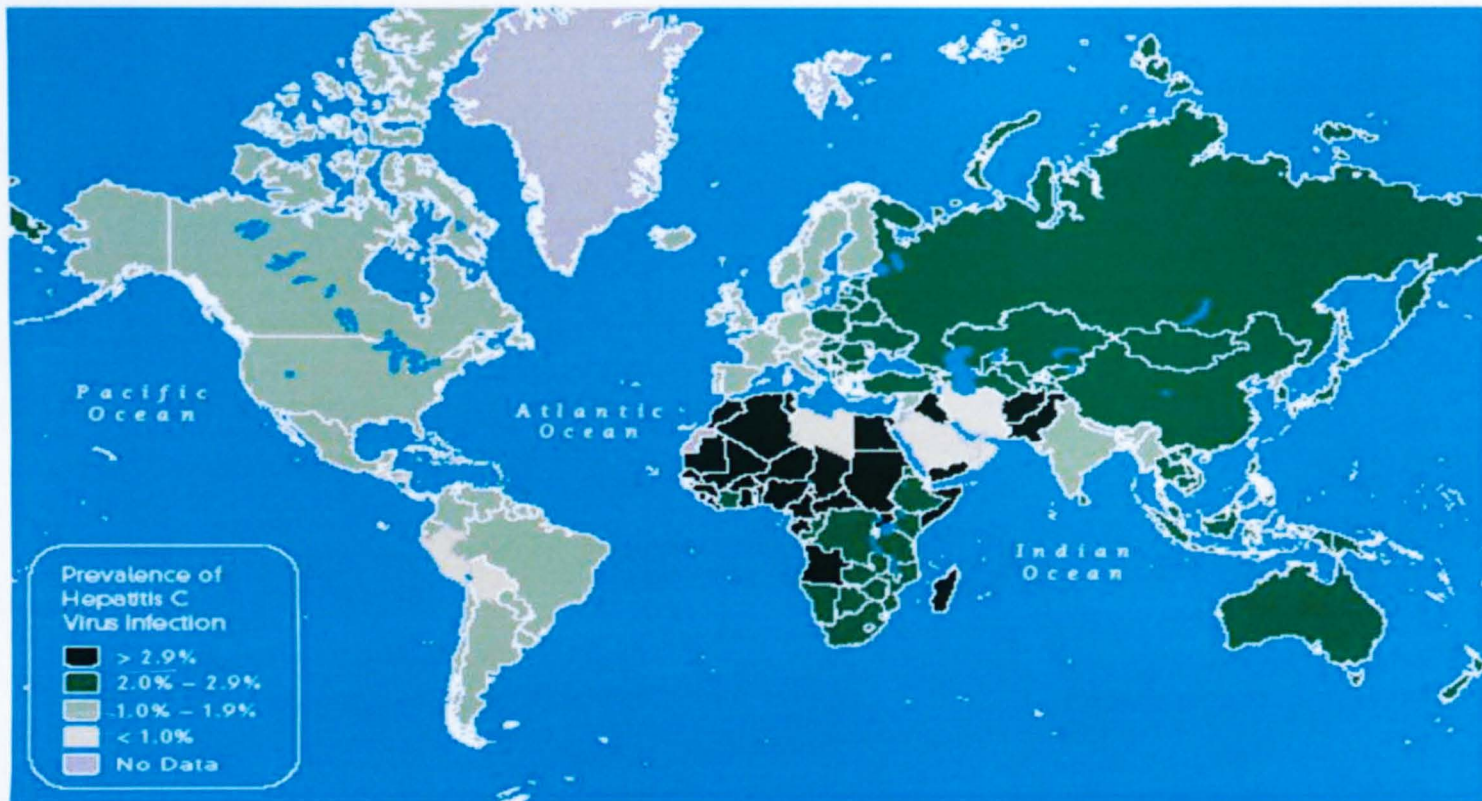 Pacific
Ocean
Atlantic
Ocean
Indian
Ocean
Prevalence of
Hepatitis C
Virus Infection
> 2.9%
2.0% – 2.9%
1.0% – 1.9%
< 1.0%
No Data